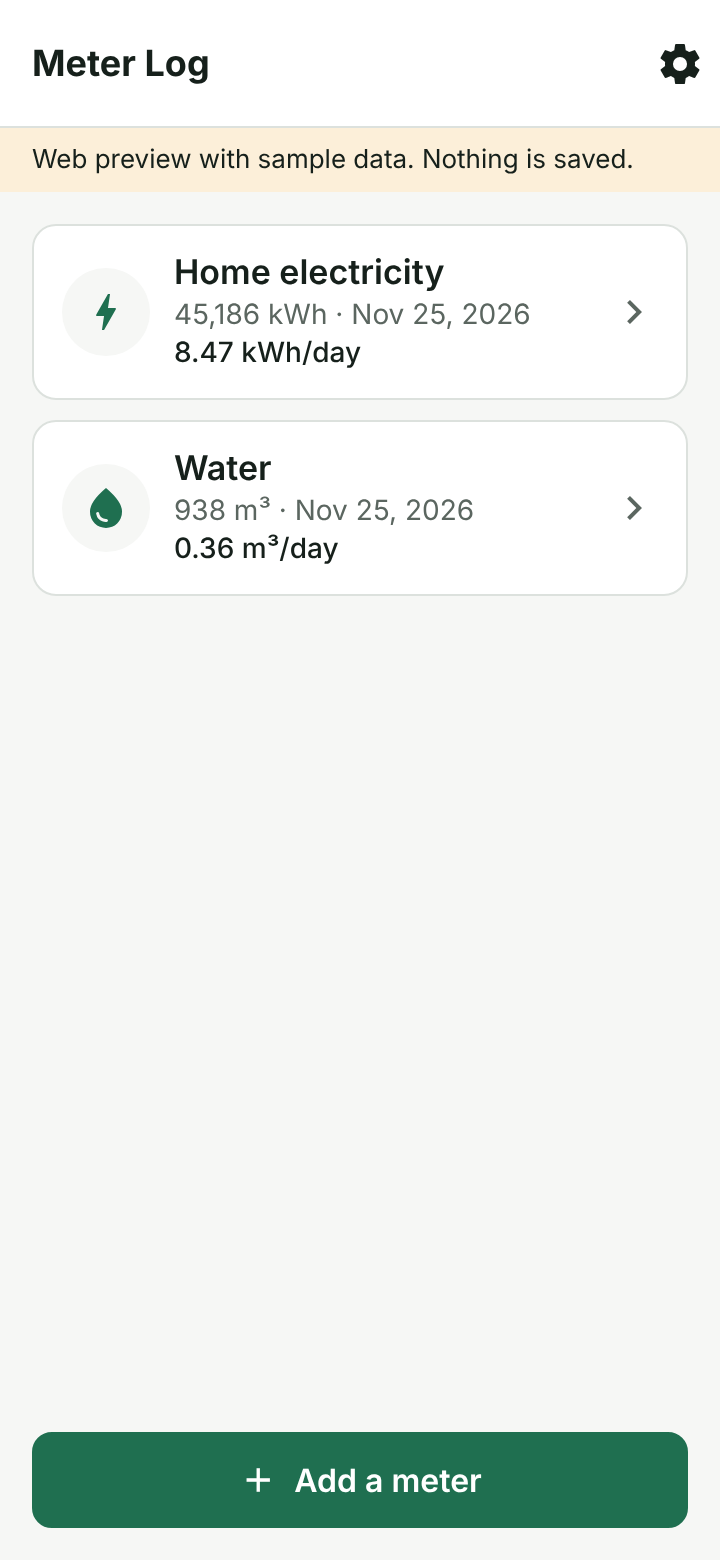 Meter Log
Web preview with sample data. Nothing is saved.
Home electricity
45,186 kWh · Nov 25, 2026
8.47 kWh/day
Water
938 m³ · Nov 25, 2026
0.36 m³/day
Add a meter